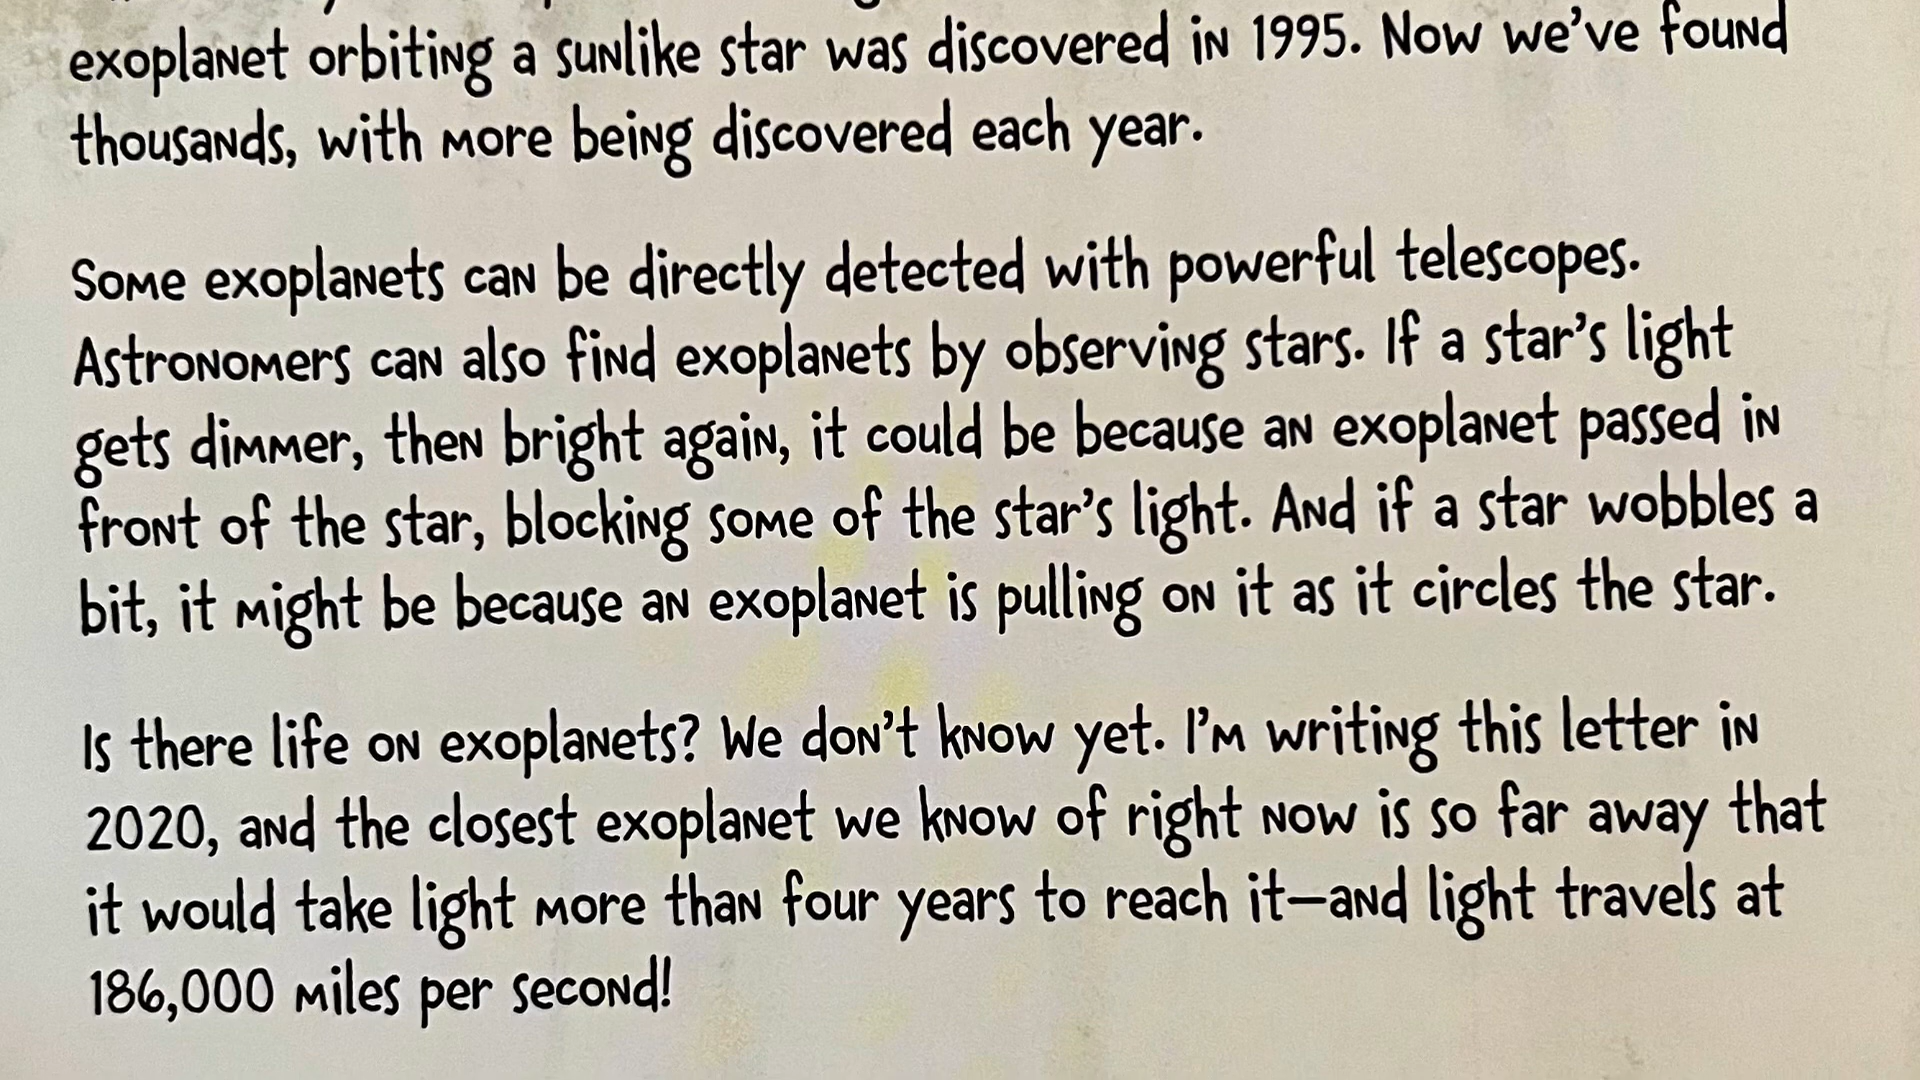 exoplanet orbiting a sunlike star was discovered in 1995. Now we've found
thousands, with more being discovered each year.
Some exoplanets can be directly detected with powerful telescopes.
Astronomers can also find exoplanets by observing stars. If a star's light
gets dimmer, then bright again, it could be because an exoplanet passed in
front of the star, blocking some of the star's light. And if a star wobbles a
bit, it might be because an exoplanet is pulling on it as it circles the star.
Is there life on exoplanets? We don't know yet. I'm writing this letter in
2020, and the closest exoplanet we know of right now is so far away that
it would take light more than four years to reach it—and light travels at
186,000 miles per second!